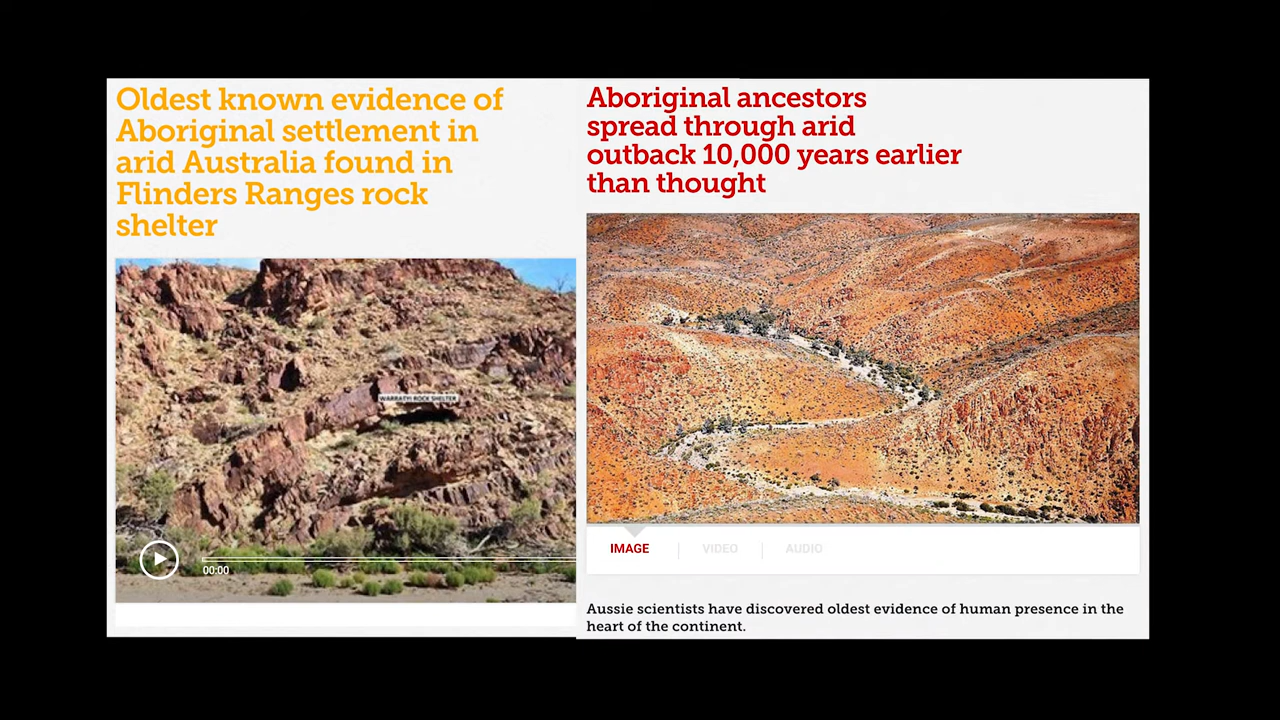 Oldest known evidence of
Aboriginal settlement in
arid Australia found in
Flinders Ranges rock
shelter
WARRATYI ROCK SHELTER
00:00
Aboriginal ancestors
spread through arid
outback 10,000 years earlier
than thought
IMAGE
VIDEO
AUDIO
Aussie scientists have discovered oldest evidence of human presence in the
heart of the continent.